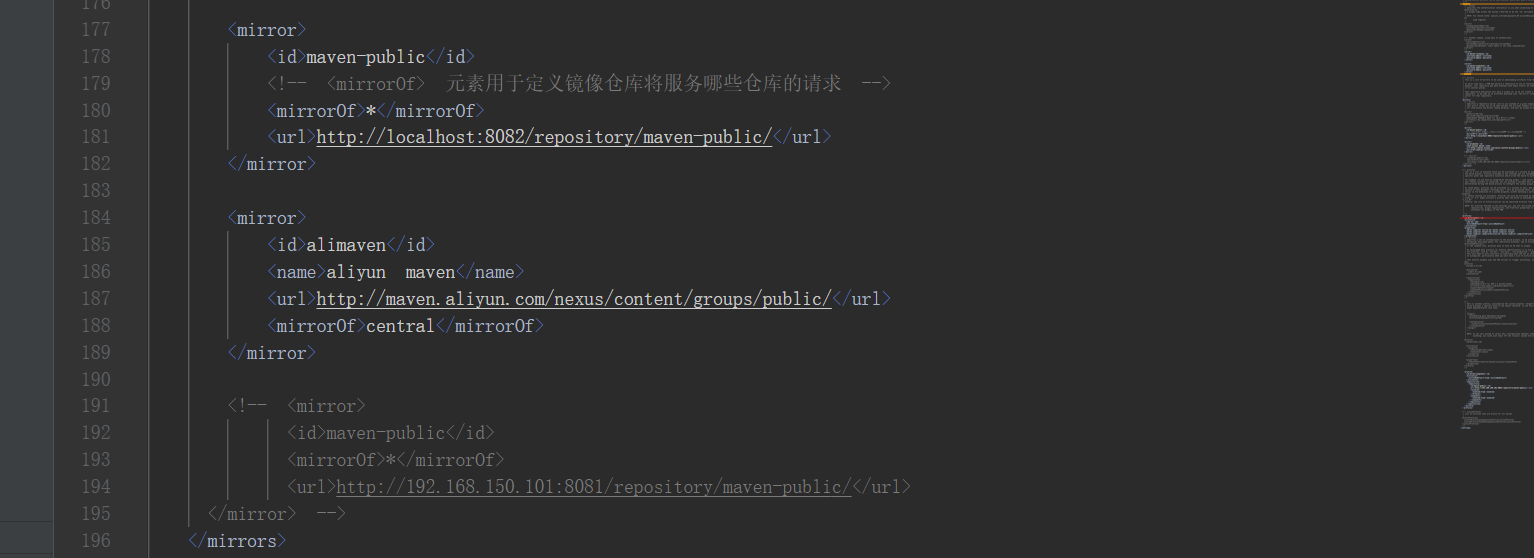 176
177 <mirror>
178 <id>maven-public</id>
179 <!-- <mirrorOf> 元素用于定义镜像仓库将服务哪些仓库的请求 -->
180 <mirrorOf>*</mirrorOf>
181 <url>http://localhost:8082/repository/maven-public/</url>
182 </mirror>
183
184 <mirror>
185 <id>alimaven</id>
186 <name>aliyun maven</name>
187 <url>http://maven.aliyun.com/nexus/content/groups/public/</url>
188 <mirrorOf>central</mirrorOf>
189 </mirror>
190
191 <!-- <mirror>
192 <id>maven-public</id>
193 <mirrorOf>*</mirrorOf>
194 <url>http://192.168.150.101:8081/repository/maven-public/</url>
195 </mirror> -->
196 </mirrors>